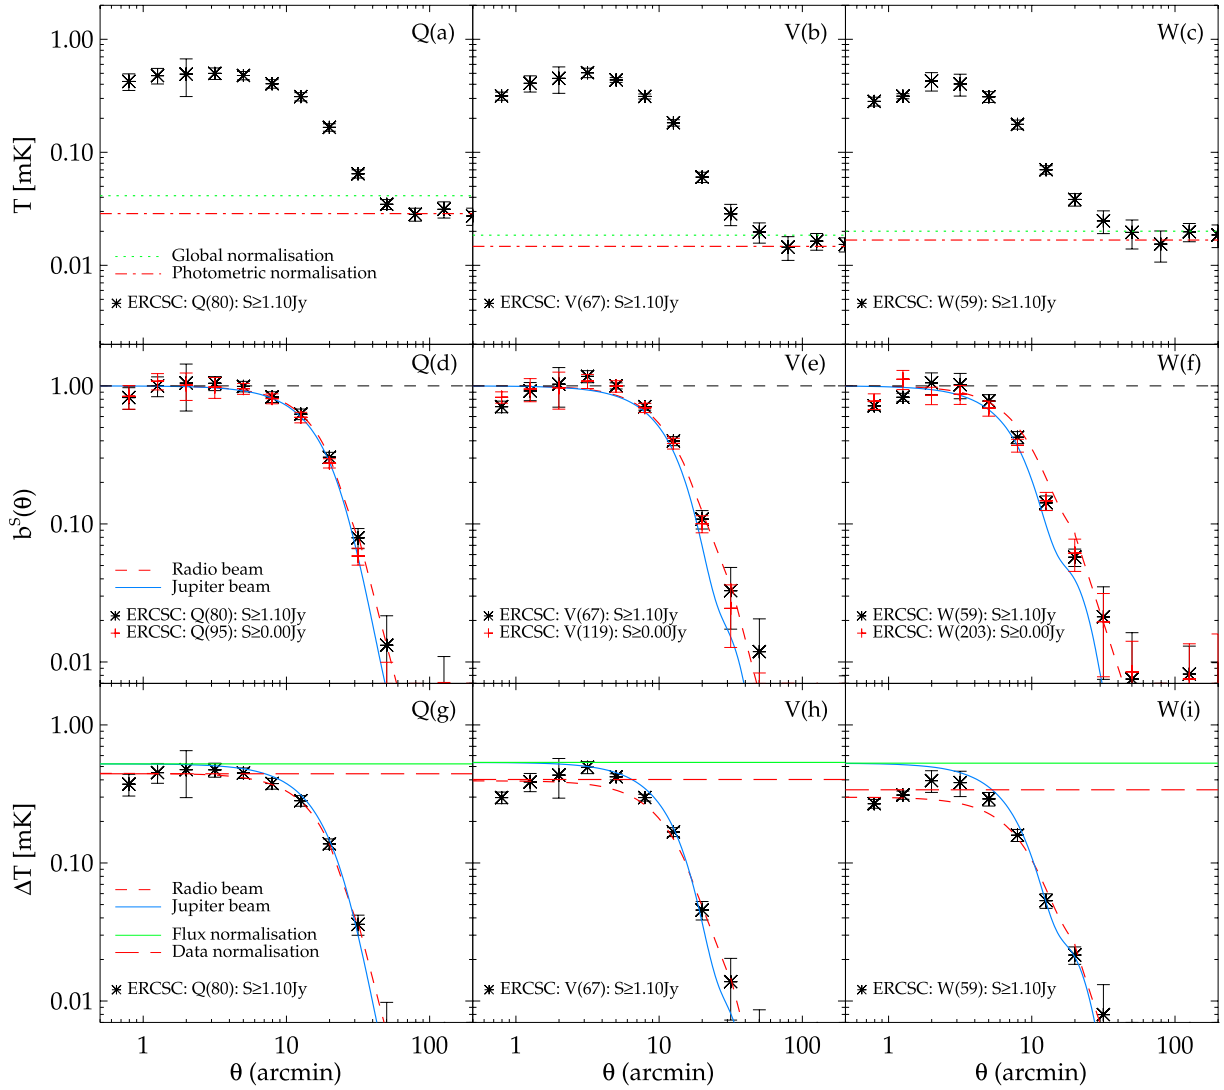 Q(a)
V(b)
W(c)
1.00
0.10
0.01
T [mK]
Global normalisation
Photometric normalisation
ERCSC: Q(80): S≥1.10Jy
ERCSC: V(67): S≥1.10Jy
ERCSC: W(59): S≥1.10Jy
Q(d)
V(e)
W(f)
1.00
0.10
0.01
bˢ(θ)
Radio beam
Jupiter beam
ERCSC: Q(80): S≥1.10Jy
ERCSC: Q(95): S≥0.00Jy
ERCSC: V(67): S≥1.10Jy
ERCSC: V(119): S≥0.00Jy
ERCSC: W(59): S≥1.10Jy
ERCSC: W(203): S≥0.00Jy
Q(g)
V(h)
W(i)
1.00
0.10
0.01
ΔT [mK]
Radio beam
Jupiter beam
Flux normalisation
Data normalisation
ERCSC: Q(80): S≥1.10Jy
ERCSC: V(67): S≥1.10Jy
ERCSC: W(59): S≥1.10Jy
1 10 100
1 10 100
1 10 100
θ (arcmin)
θ (arcmin)
θ (arcmin)